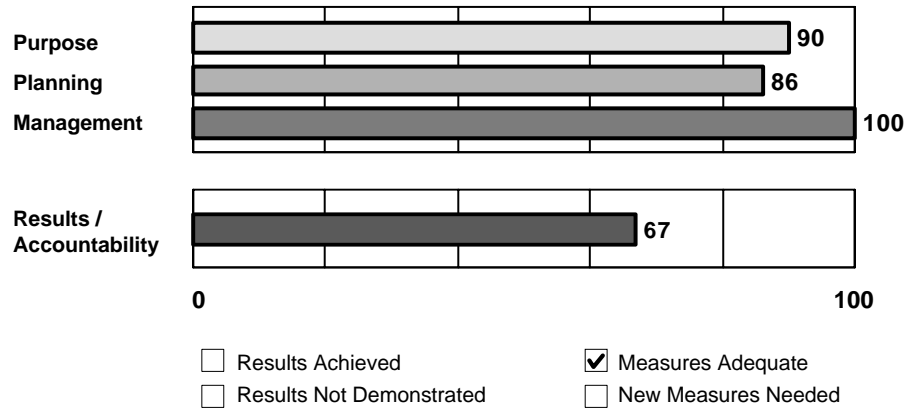 Purpose 90
Planning 86
Management 100
Results /
Accountability 67
0 100
Results Achieved Measures Adequate
Results Not Demonstrated New Measures Needed